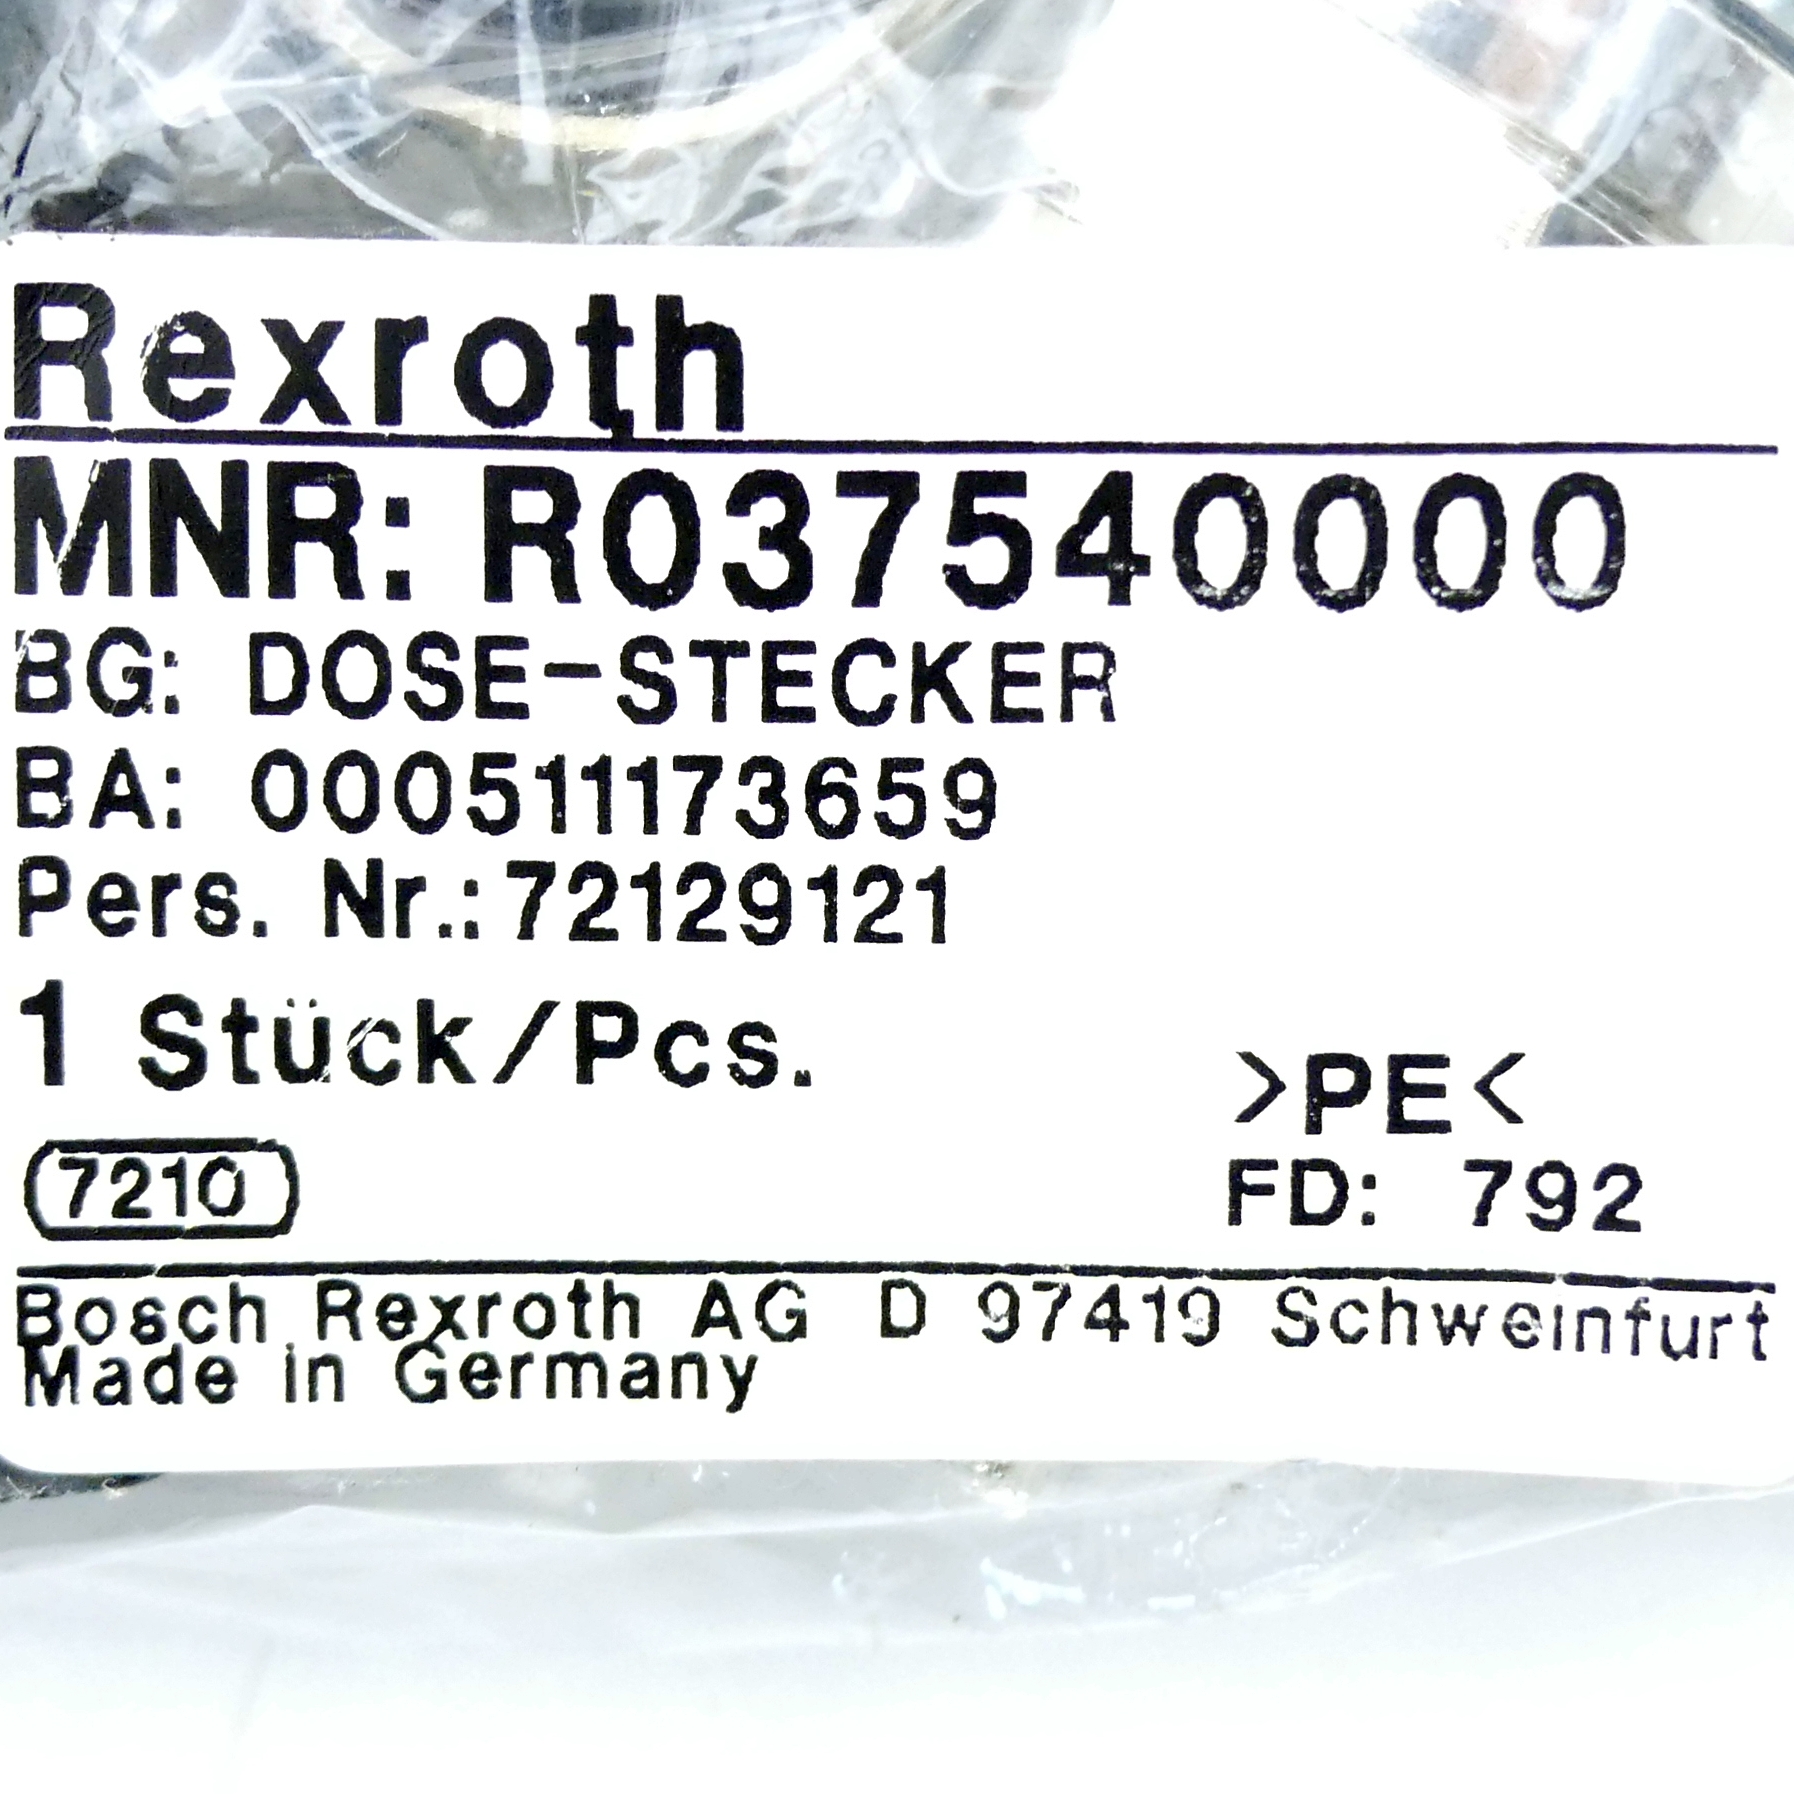 Rexroth
MNR: R037540000
BG: DOSE-STECKER
BA: 000511173659
Pers. Nr.:72129121
1 Stück/Pcs.
>PE<
7210
FD: 792
Bosch Rexroth AG D 97419 Schweinfurt
Made in Germany